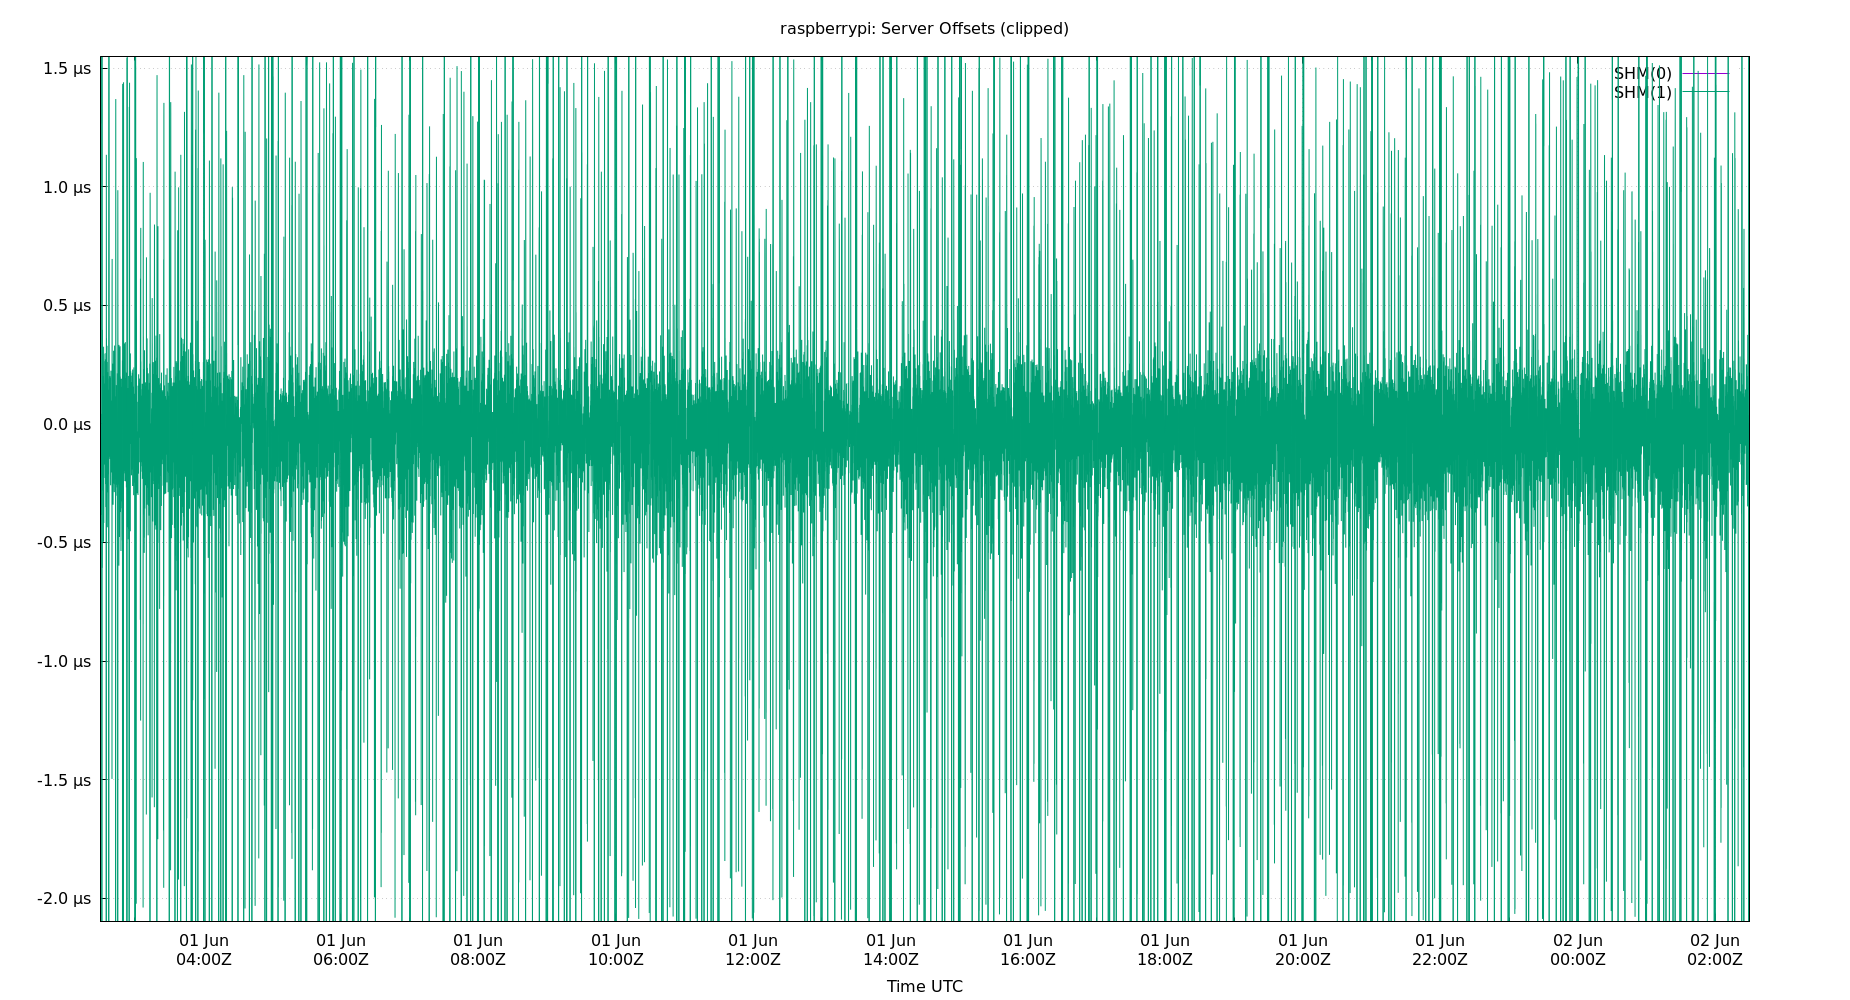 raspberrypi: Server Offsets (clipped)
1.5 µs
1.0 µs
0.5 µs
0.0 µs
-0.5 µs
-1.0 µs
-1.5 µs
-2.0 µs
SHM(0)
SHM(1)
01 Jun 01 Jun 01 Jun 01 Jun 01 Jun 01 Jun 01 Jun 01 Jun 01 Jun 01 Jun 02 Jun 02 Jun
04:00Z 06:00Z 08:00Z 10:00Z 12:00Z 14:00Z 16:00Z 18:00Z 20:00Z 22:00Z 00:00Z 02:00Z
Time UTC